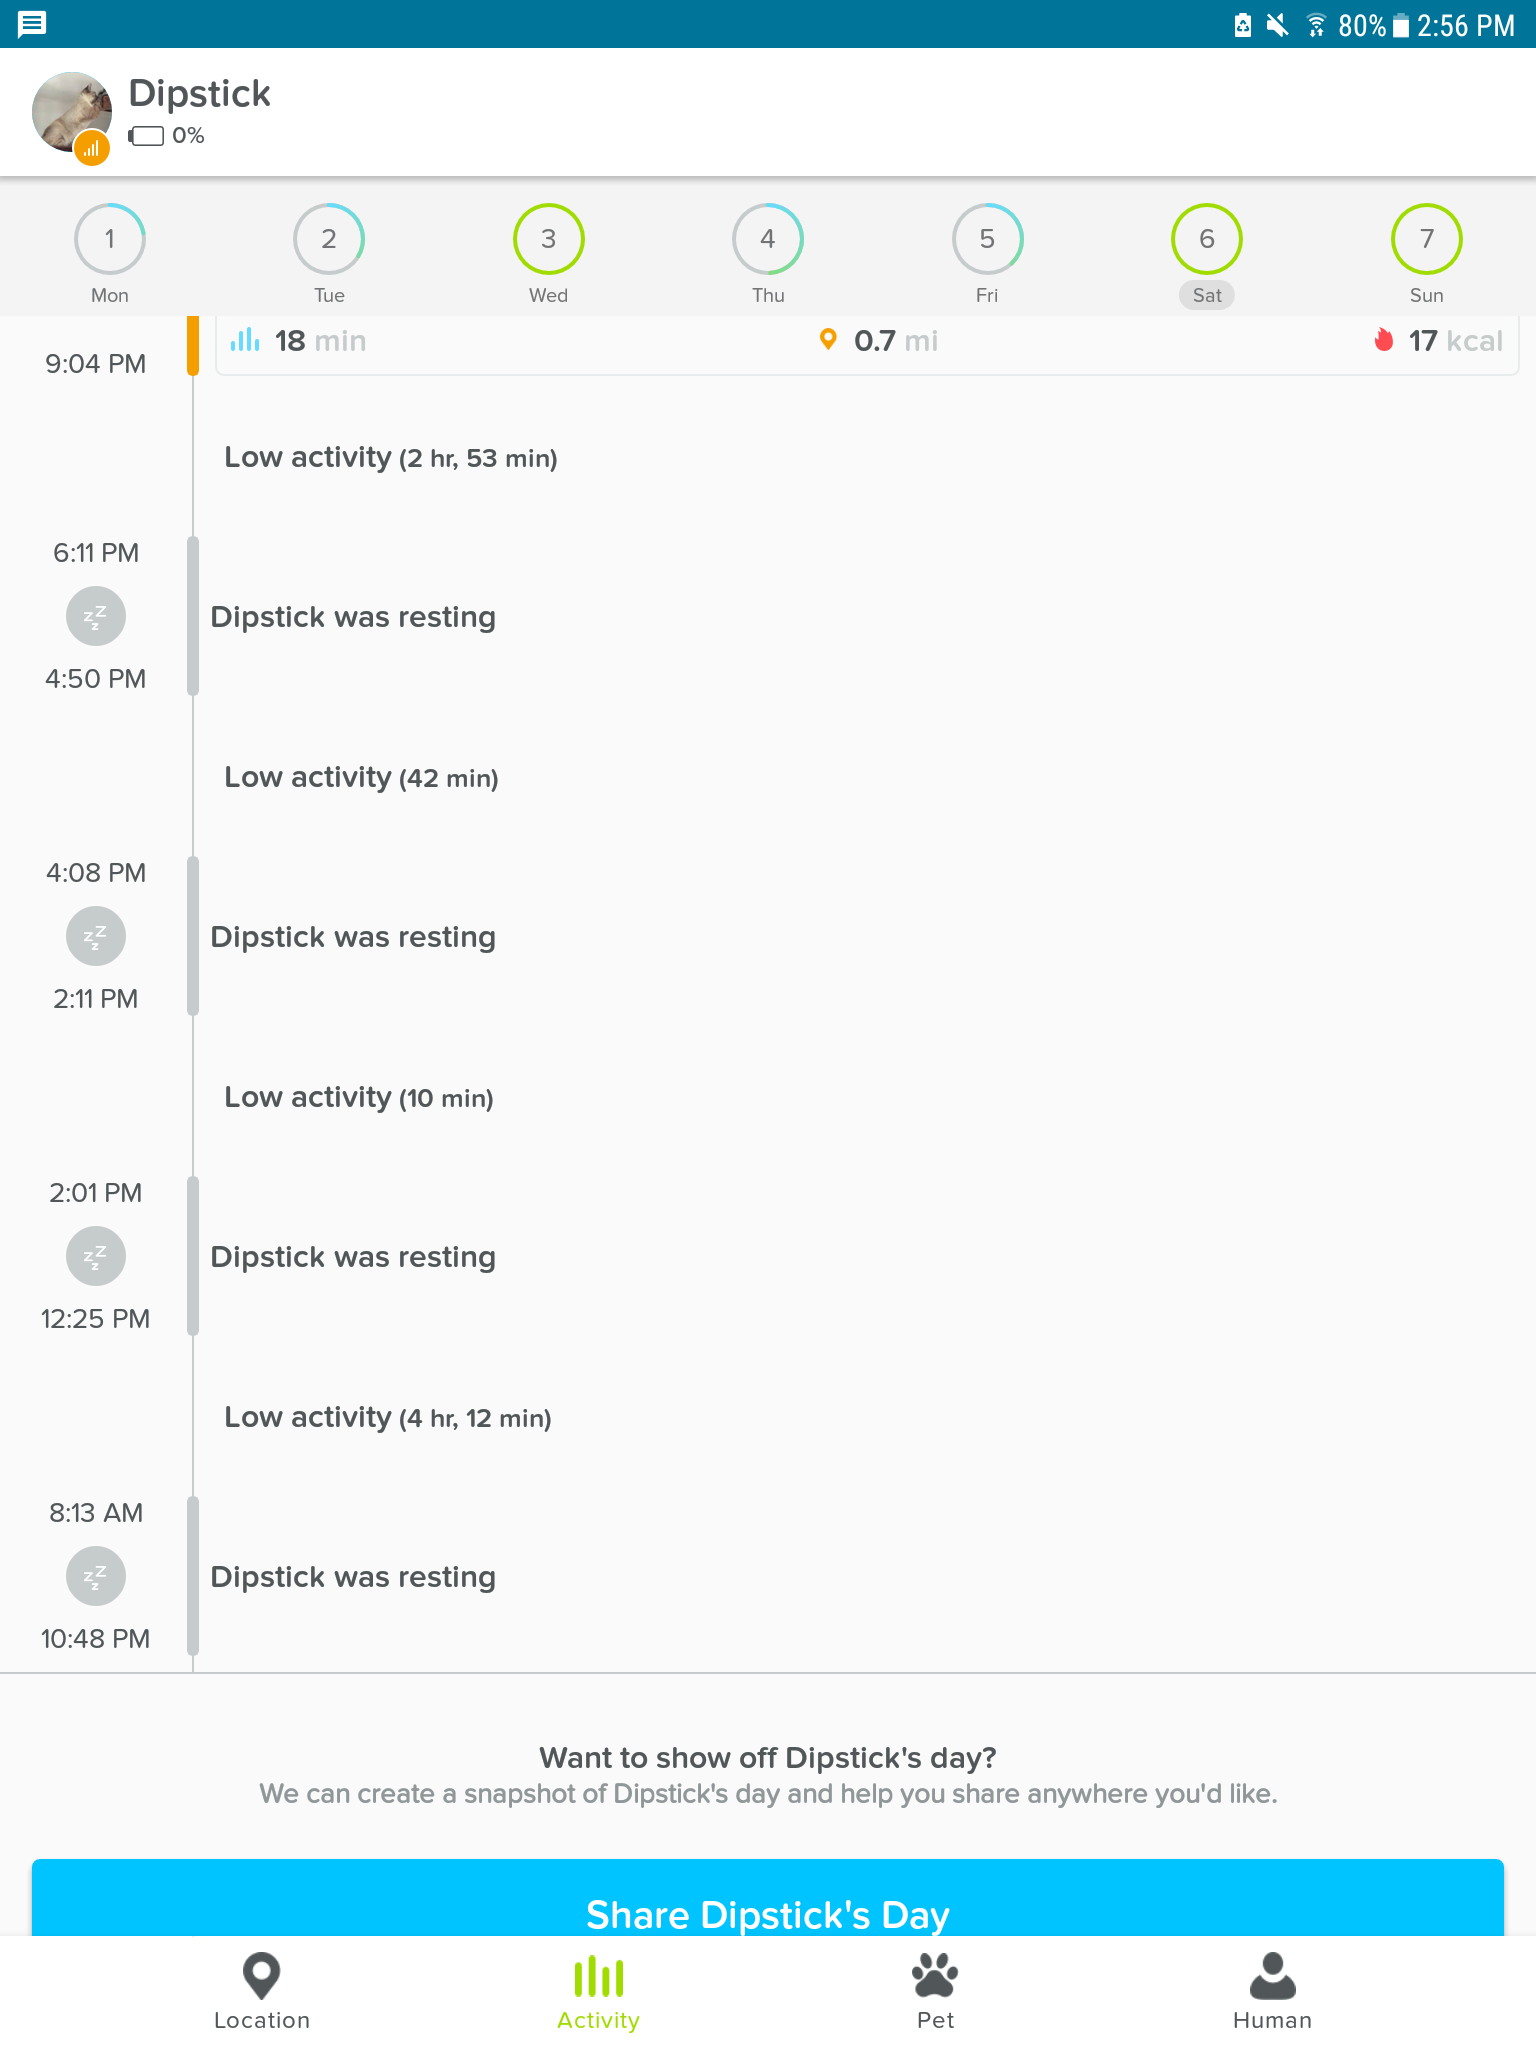 80% 2:56 PM
Dipstick
0%
1 2 3 4 5 6 7
Mon Tue Wed Thu Fri Sat Sun
18 min 0.7 mi 17 kcal
9:04 PM
Low activity (2 hr, 53 min)
6:11 PM
zzz
Dipstick was resting
4:50 PM
Low activity (42 min)
4:08 PM
zzz
Dipstick was resting
2:11 PM
Low activity (10 min)
2:01 PM
zzz
Dipstick was resting
12:25 PM
Low activity (4 hr, 12 min)
8:13 AM
zzz
Dipstick was resting
10:48 PM
Want to show off Dipstick's day?
We can create a snapshot of Dipstick's day and help you share anywhere you'd like.
Share Dipstick's Day
Location Activity Pet Human